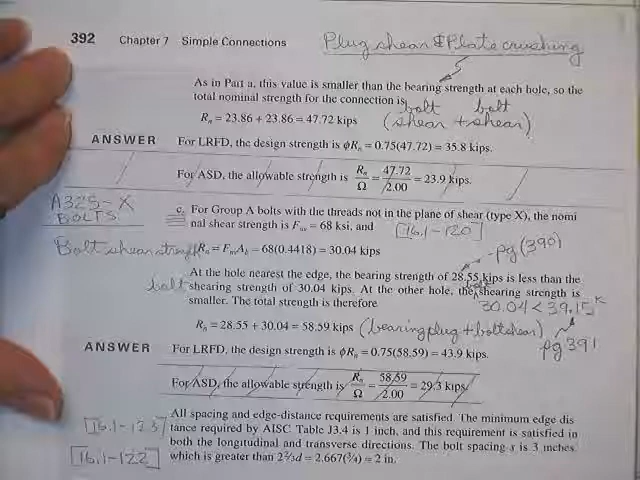 392 Chapter 7 Simple Connections Plug shear & Plate crushing
As in Part a, this value is smaller than the bearing strength at each hole, so the
total nominal strength for the connection is
bolt bolt
Rn = 23.86 + 23.86 = 47.72 kips (shear + shear)
ANSWER For LRFD, the design strength is ϕRn = 0.75(47.72) = 35.8 kips.
For ASD, the allowable strength is Rn/Ω = 47.72/2.00 = 23.9 kips.
A325-X
BOLTS
c. For Group A bolts with the threads not in the plane of shear (type X), the nomi
nal shear strength is Fnv = 68 ksi, and [16.1-120]
Bolt shear strength Rn = FnvAb = 68(0.4418) = 30.04 kips
- pg (390)
At the hole nearest the edge, the bearing strength of 28.55 kips is less than the
bolt shearing strength of 30.04 kips. At the other hole, the bolt shearing strength is
smaller. The total strength is therefore 30.04 < 39.15 K
Rn = 28.55 + 30.04 = 58.59 kips (bearing plug + bolt shear)
pg 391
ANSWER For LRFD, the design strength is ϕRn = 0.75(58.59) = 43.9 kips.
For ASD, the allowable strength is Rn/Ω = 58.59/2.00 = 29.3 kips.
All spacing and edge-distance requirements are satisfied. The minimum edge dis
[16.1-123] tance required by AISC Table J3.4 is 1 inch, and this requirement is satisfied in
both the longitudinal and transverse directions. The bolt spacing s is 3 inches,
[16.1-122] which is greater than 2⅔d = 2.667(¾) = 2 in.